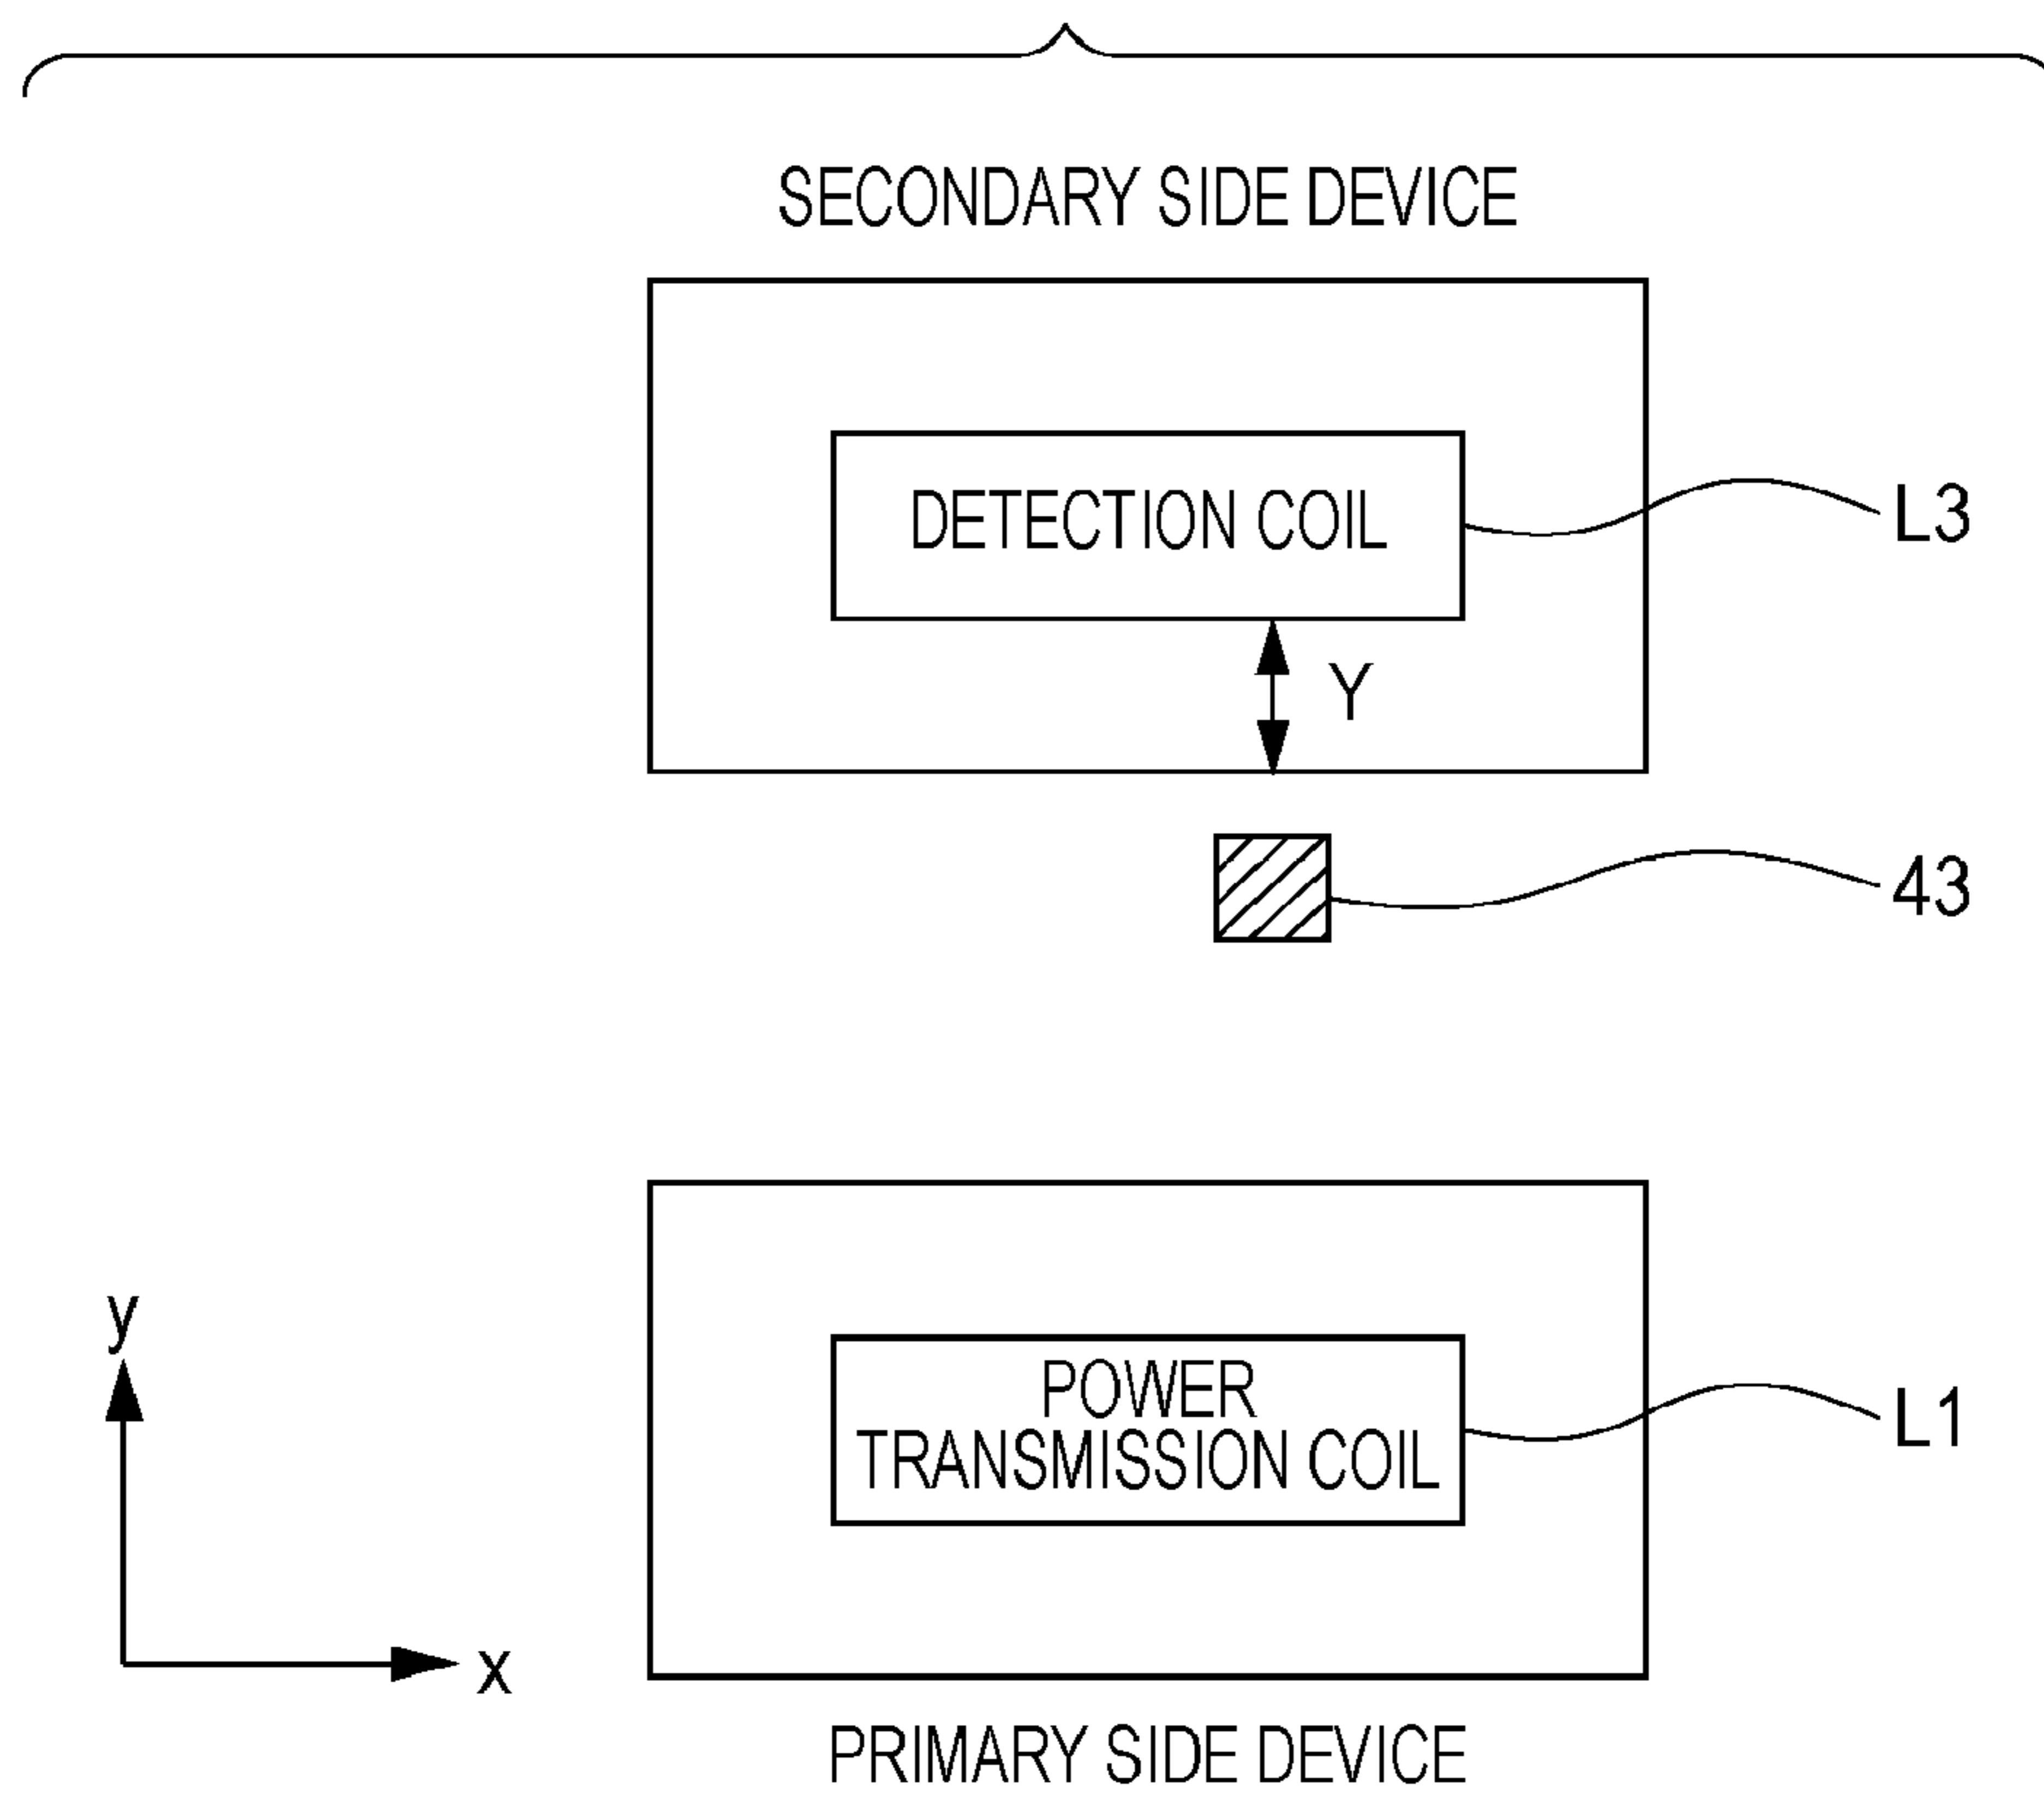 SECONDARY SIDE DEVICE
DETECTION COIL
L3
Y
43
y
POWER
TRANSMISSION COIL
L1
x
PRIMARY SIDE DEVICE